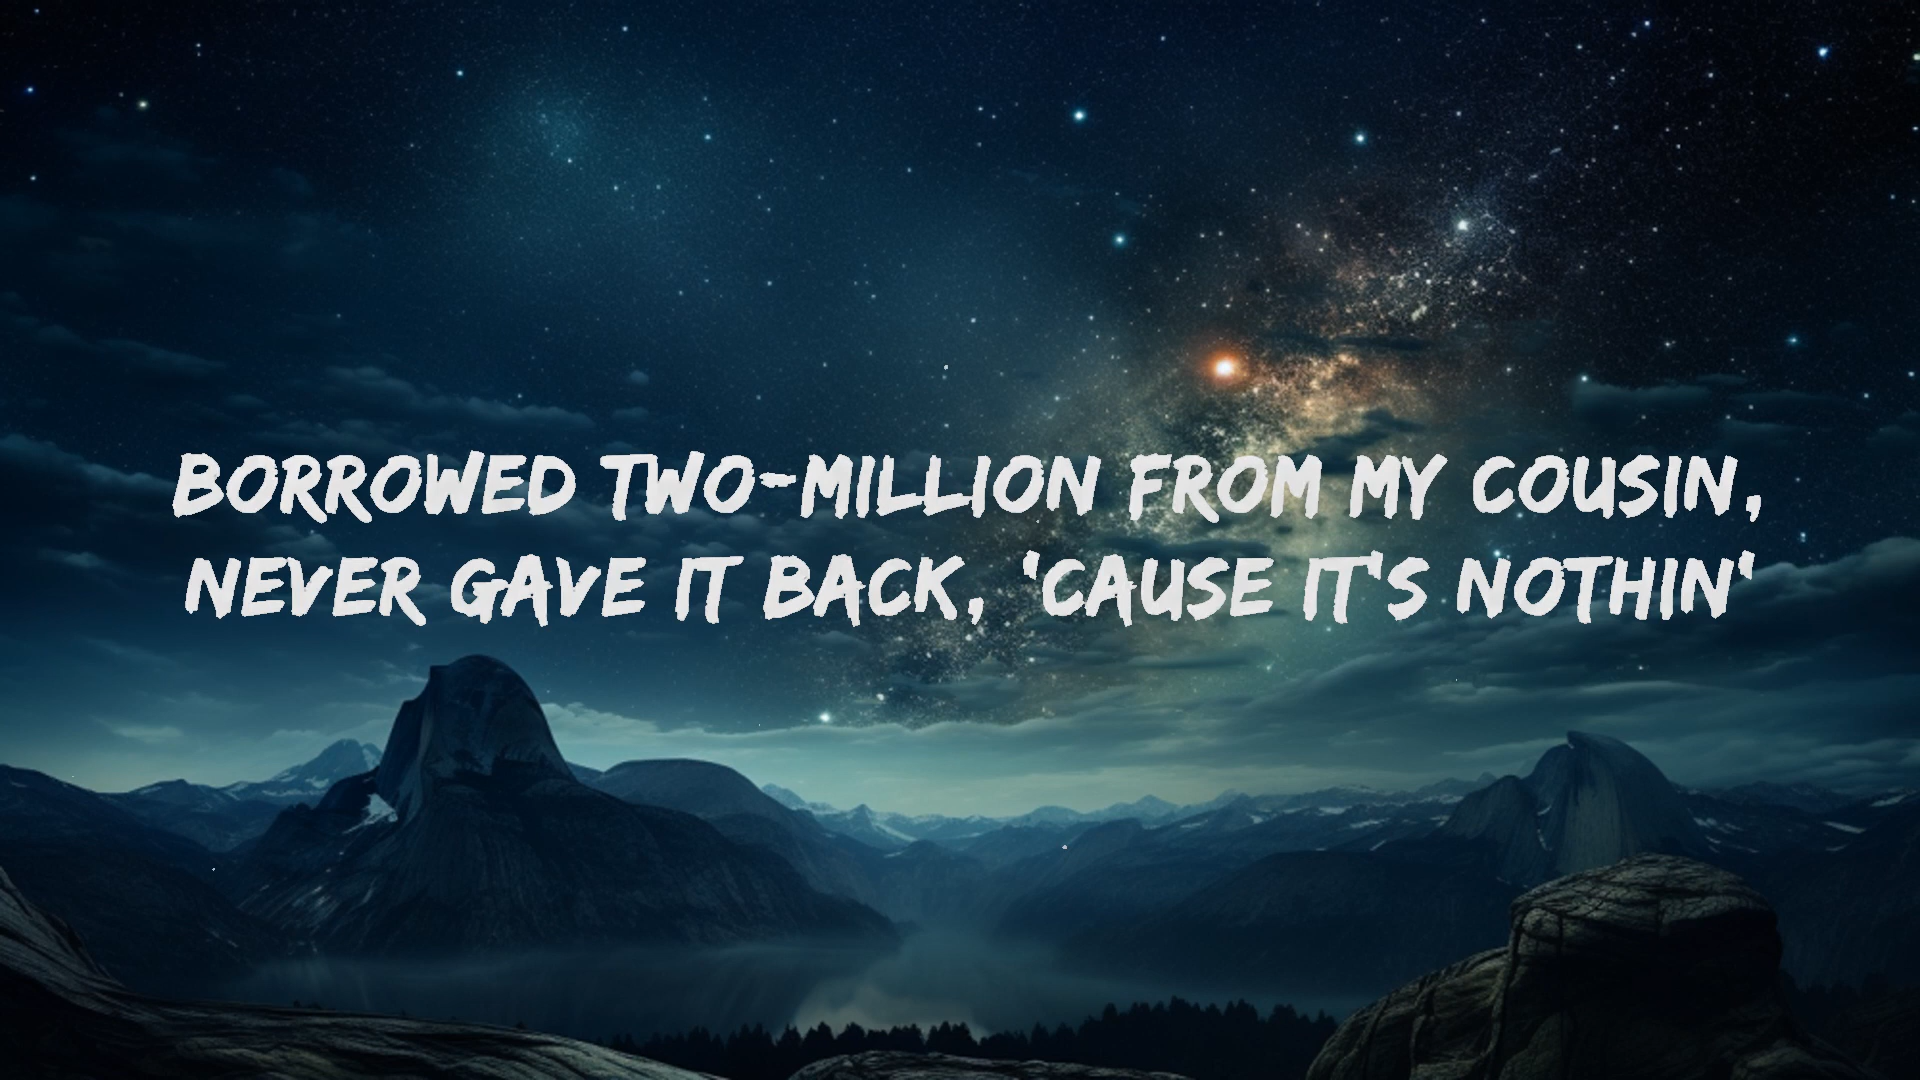 BORROWED TWO-MILLION FROM MY COUSIN,
NEVER GAVE IT BACK, 'CAUSE IT'S NOTHIN'